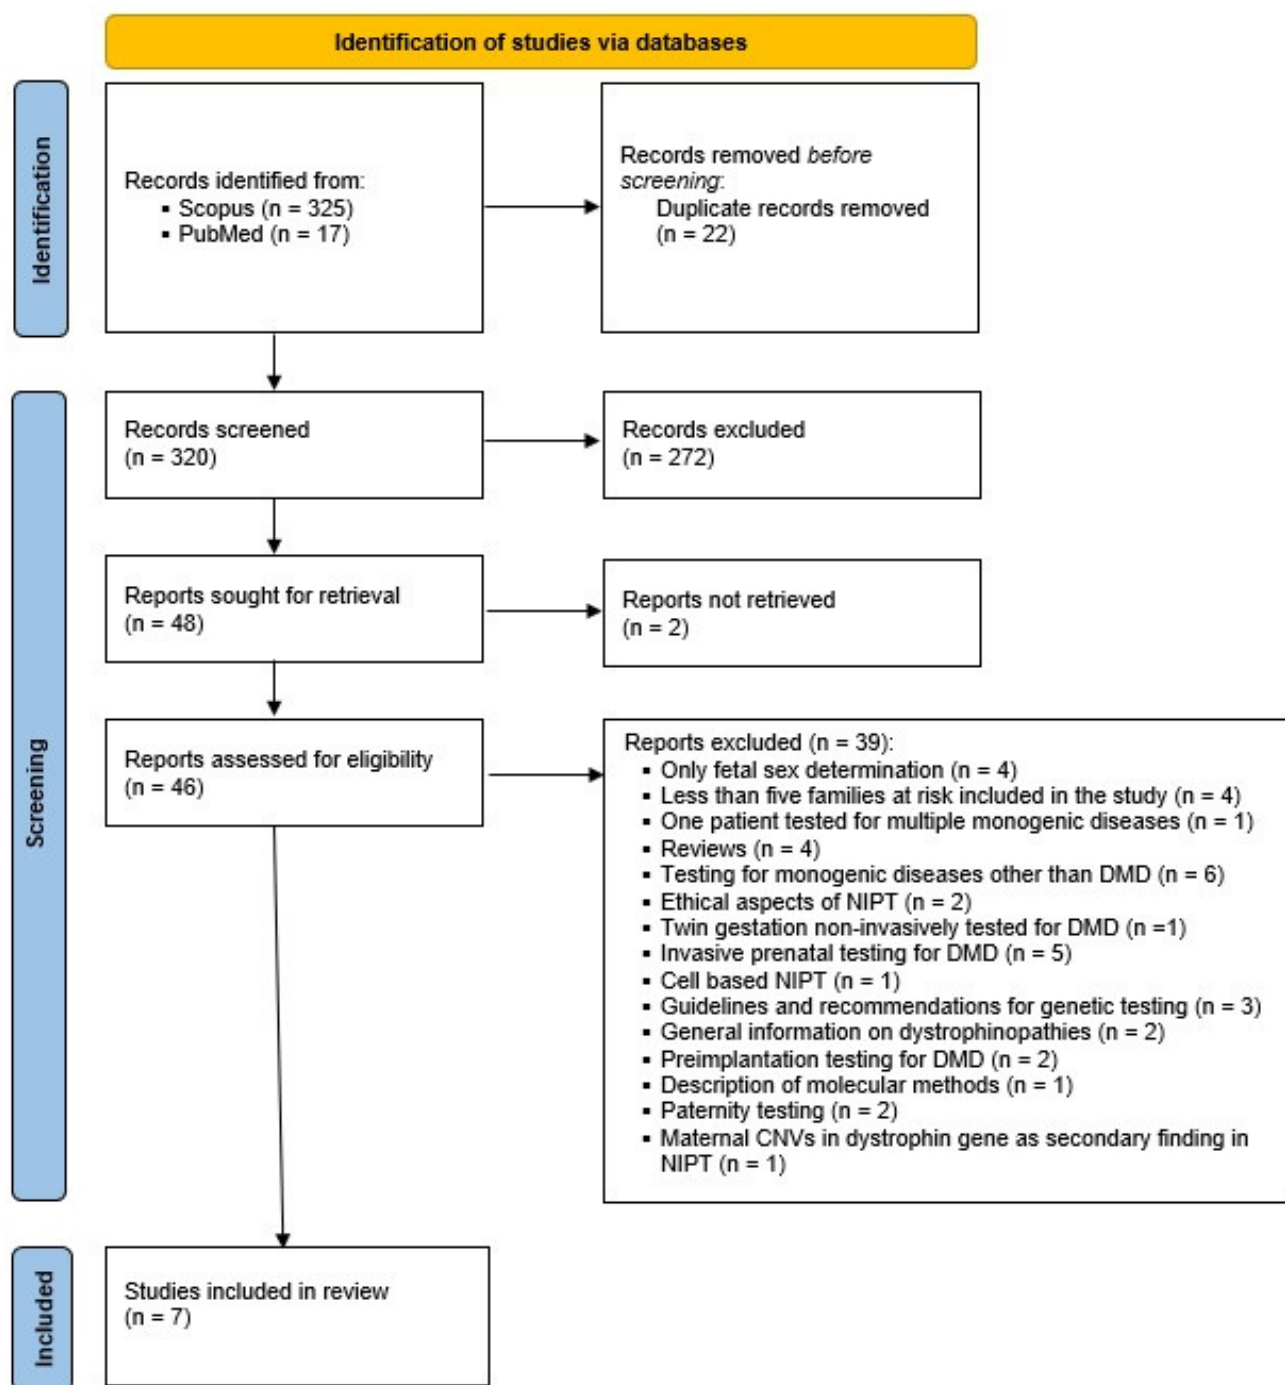 Identification of studies via databases
Identification
Records identified from:
▪ Scopus (n = 325)
▪ PubMed (n = 17)
Records removed before
screening:
Duplicate records removed
(n = 22)
Screening
Records screened
(n = 320)
Records excluded
(n = 272)
Reports sought for retrieval
(n = 48)
Reports not retrieved
(n = 2)
Reports assessed for eligibility
(n = 46)
Reports excluded (n = 39):
▪ Only fetal sex determination (n = 4)
▪ Less than five families at risk included in the study (n = 4)
▪ One patient tested for multiple monogenic diseases (n = 1)
▪ Reviews (n = 4)
▪ Testing for monogenic diseases other than DMD (n = 6)
▪ Ethical aspects of NIPT (n = 2)
▪ Twin gestation non-invasively tested for DMD (n =1)
▪ Invasive prenatal testing for DMD (n = 5)
▪ Cell based NIPT (n = 1)
▪ Guidelines and recommendations for genetic testing (n = 3)
▪ General information on dystrophinopathies (n = 2)
▪ Preimplantation testing for DMD (n = 2)
▪ Description of molecular methods (n = 1)
▪ Paternity testing (n = 2)
▪ Maternal CNVs in dystrophin gene as secondary finding in
NIPT (n = 1)
Included
Studies included in review
(n = 7)